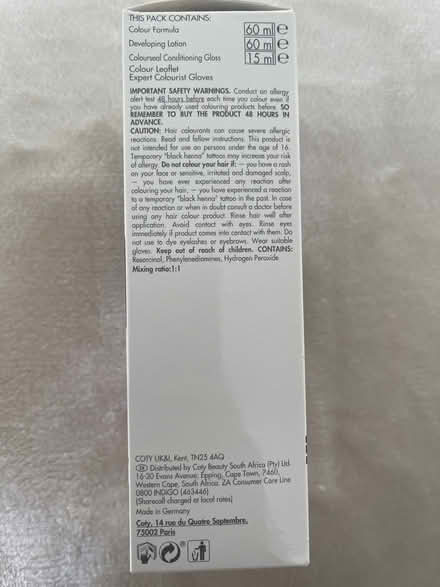 THIS PACK CONTAINS:
Colour Formula 60 ml e
Developing Lotion 60 ml e
Colourseal Conditioning Gloss 15 ml e
Colour Leaflet
Expert Colourist Gloves
IMPORTANT SAFETY WARNINGS. Conduct an allergy
alert test 48 hours before each time you colour even if
you have already used colouring products before. SO
REMEMBER TO BUY THE PRODUCT 48 HOURS IN
ADVANCE.
CAUTION: Hair colourants can cause severe allergic
reactions. Read and follow instructions. This product is
not intended for use on persons under the age of 16.
Temporary "black henna" tattoos may increase your risk
of allergy. Do not colour your hair if: – you have a rash
on your face or sensitive, irritated and damaged scalp,
– you have ever experienced any reaction after
colouring your hair, – you have experienced a reaction
to a temporary "black henna" tattoo in the past. In case
of any reaction or when in doubt consult a doctor before
using any hair colour product. Rinse hair well after
application. Avoid contact with eyes. Rinse eyes
immediately if product comes into contact with them. Do
not use to dye eyelashes or eyebrows. Wear suitable
gloves. Keep out of reach of children. CONTAINS:
Resorcinol, Phenylenediamines, Hydrogen Peroxide
Mixing ratio:1:1
COTY UK&I, Kent, TN25 4AQ
Distributed by Coty Beauty South Africa (Pty) Ltd.
16-20 Evans Avenue, Epping, Cape Town, 7460,
Western Cape, South Africa. ZA Consumer Care Line
0800 INDIGO (463446)
(Sharecall charged at local rates)
Made in Germany
Coty, 14 rue du Quatre Septembre,
75002 Paris